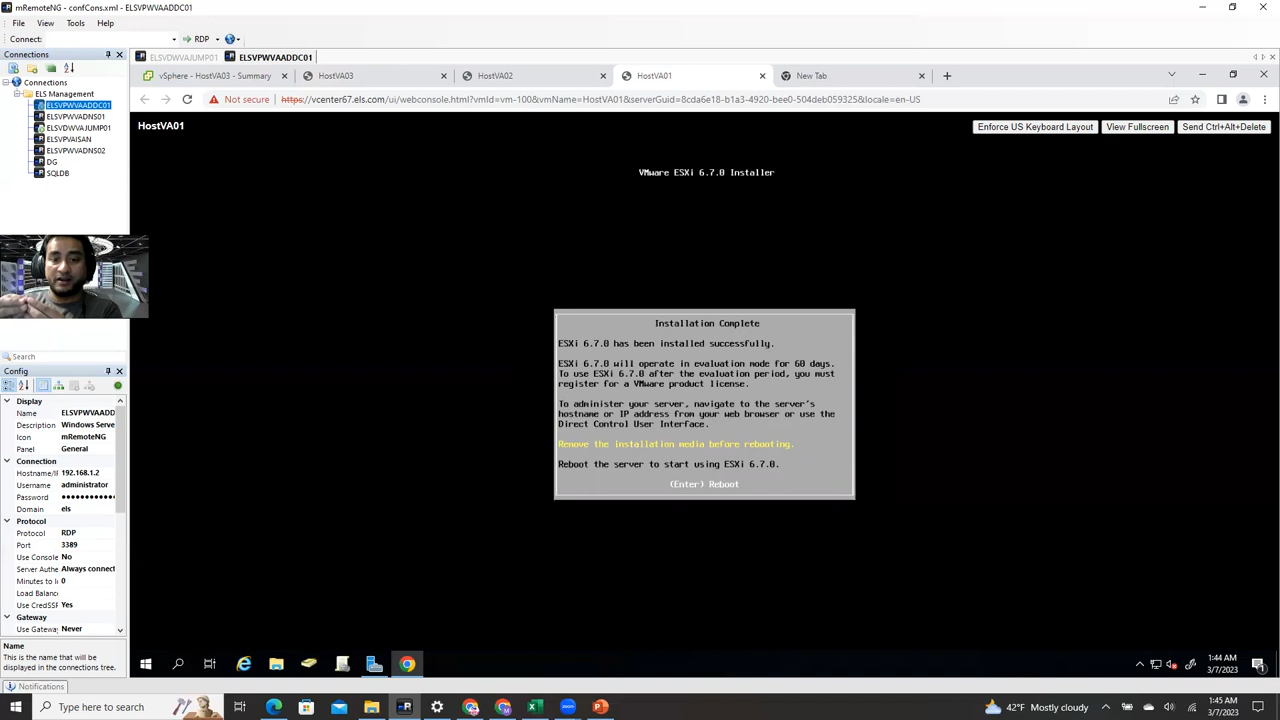 mRemoteNG - confCons.xml - ELSVPWVAADDC01
File View Tools Help
Connect: RDP
Connections
ELSVDWVAJUMP01 ELSVPWVAADDC01
vSphere - HostVA03 - Summary HostVA03 HostVA02 HostVA01 New Tab
Not secure https://vcenter67.els.com/ui/webconsole.html?vmId=vm-100&vmName=HostVA01&serverGuid=8cda6e18-b1b8-4920-bee0-504deb059325&locale=en-US
Connections
ELS Management
ELSVPWVAADDC01
ELSVPWVADNS01
ELSVDWVAJUMP01
ELSVPVAISAN
ELSVPWVADNS02
DG
SQLDB
HostVA01
Enforce US Keyboard Layout View Fullscreen Send Ctrl+Alt+Delete
VMware ESXi 6.7.0 Installer
Installation Complete
ESXi 6.7.0 has been installed successfully.
ESXi 6.7.0 will operate in evaluation mode for 60 days.
To use ESXi 6.7.0 after the evaluation period, you must
register for a VMware product license.
To administer your server, navigate to the server's
hostname or IP address from your web browser or use the
Direct Control User Interface.
Remove the installation media before rebooting.
Reboot the server to start using ESXi 6.7.0.
(Enter) Reboot
Search
Config
Display
Name ELSVPWVAADD
Description Windows Serve
Icon mRemoteNG
Panel General
Connection
Hostname/I 192.168.1.2
Username administrator
Password ••••••••••••
Domain els
Protocol
Protocol RDP
Port 3389
Use Console No
Server Authe Always connect
Minutes to I 0
Load Balanc
Use CredSSP Yes
Gateway
Use Gateway Never
Name
This is the name that will be
displayed in the connections tree.
Notifications
1:44 AM
3/7/2023
Type here to search
42°F Mostly cloudy
1:45 AM
3/7/2023